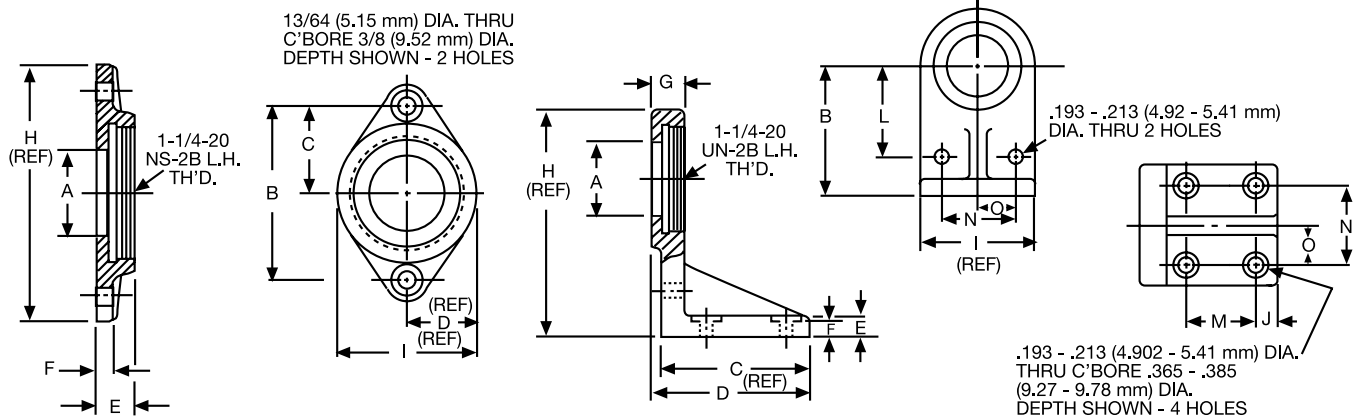 13/64 (5.15 mm) DIA. THRU
C'BORE 3/8 (9.52 mm) DIA.
DEPTH SHOWN - 2 HOLES
H
(REF)
A
1-1/4-20
NS-2B L.H.
TH'D.
F
E
B
C
(REF)
D
(REF)
I
G
H
(REF)
A
1-1/4-20
UN-2B L.H.
TH'D.
F
E
C
(REF)
D
B
L
.193 - .213 (4.92 - 5.41 mm)
DIA. THRU 2 HOLES
O
N
I
(REF)
N
O
M
J
.193 - .213 (4.902 - 5.41 mm) DIA.
THRU C'BORE .365 - .385
(9.27 - 9.78 mm) DIA.
DEPTH SHOWN - 4 HOLES